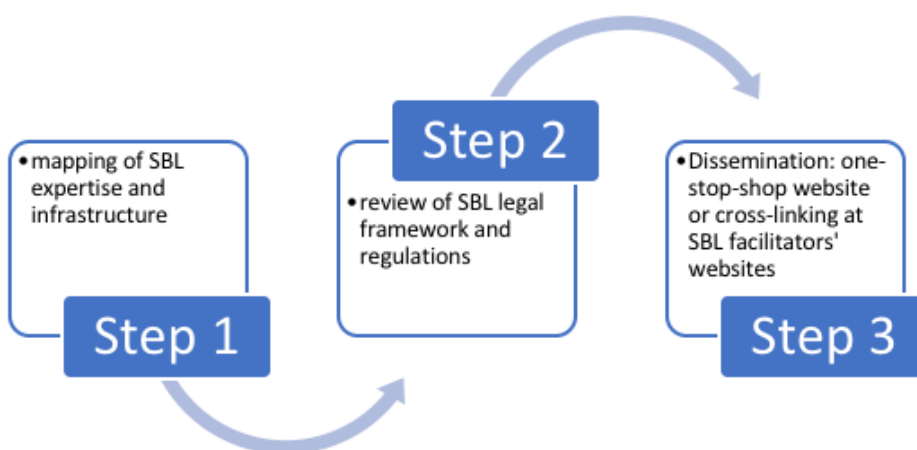 •mapping of SBL
expertise and
infrastructure
Step 1
Step 2
•review of SBL legal
framework and
regulations
•Dissemination: one-
stop-shop website
or cross-linking at
SBL facilitators'
websites
Step 3